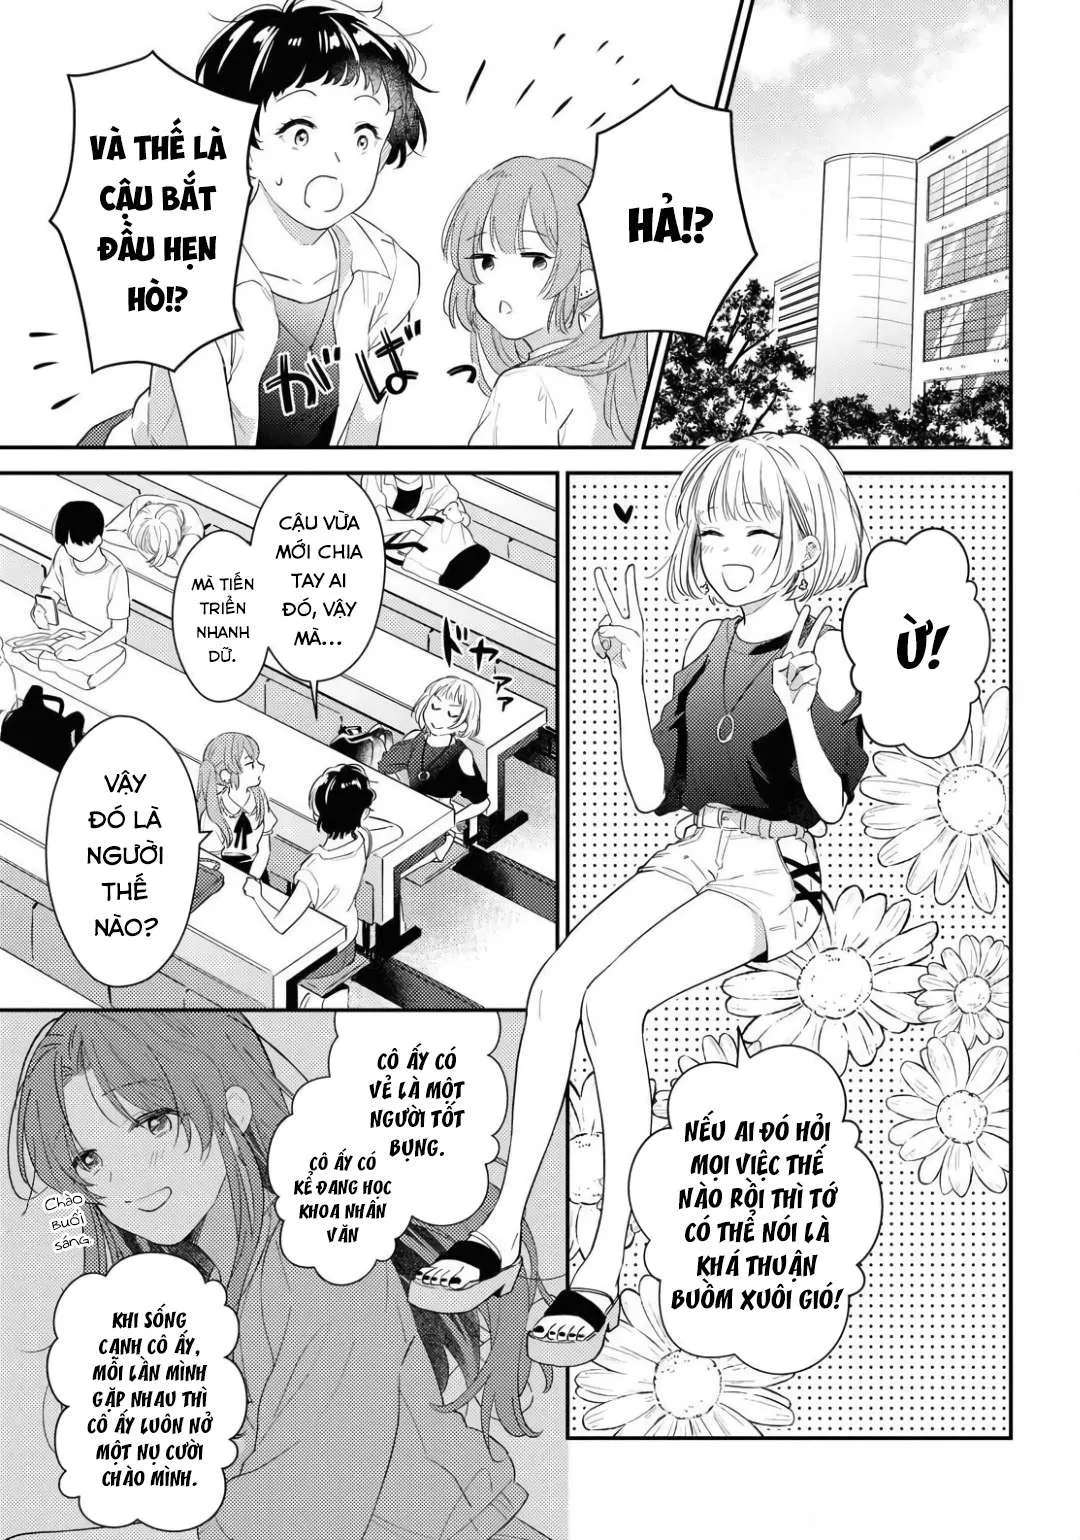 HẢ!?
VÀ THẾ LÀ
CẬU BẮT
ĐẦU HẸN
HÒ!?
がばっ
Ừ!
NẾU AI ĐÓ HỎI
MỌI VIỆC THẾ
NÀO RỒI THÌ TỚ
CÓ THỂ NÓI LÀ
KHÁ THUẬN
BUỒM XUÔI GIÓ!
CẬU VỪA
MỚI CHIA
TAY AI
ĐÓ, VẬY
MÀ...
MÀ TIẾN
TRIỂN
NHANH
DỮ.
ドヤァァ
VẬY
ĐÓ LÀ
NGƯỜI
THẾ
NÀO?
CÔ ẤY CÓ
VẺ LÀ MỘT
NGƯỜI TỐT
BỤNG.
CÔ ẤY CÓ
KẺ ĐANG HỌC
KHOA NHÂN
VĂN
Chào
buổi
sáng.
KHI SỐNG
CẠNH CÔ ẤY,
MỖI LẦN MÌNH
GẶP NHAU THÌ
CÔ ẤY LUÔN NỞ
MỘT NỤ CƯỜI
CHÀO MÌNH.